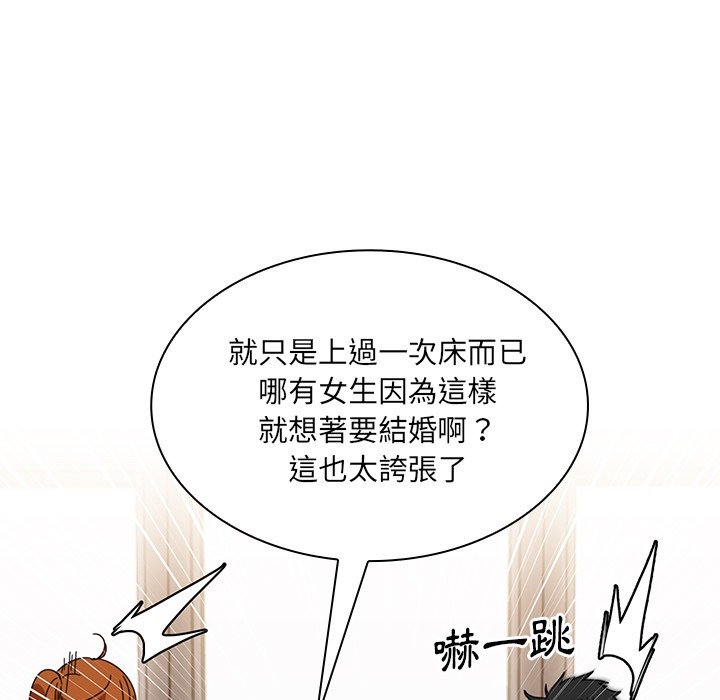 就只是上過一次床而已
哪有女生因為這樣
就想著要結婚啊？
這也太誇張了
嚇一跳